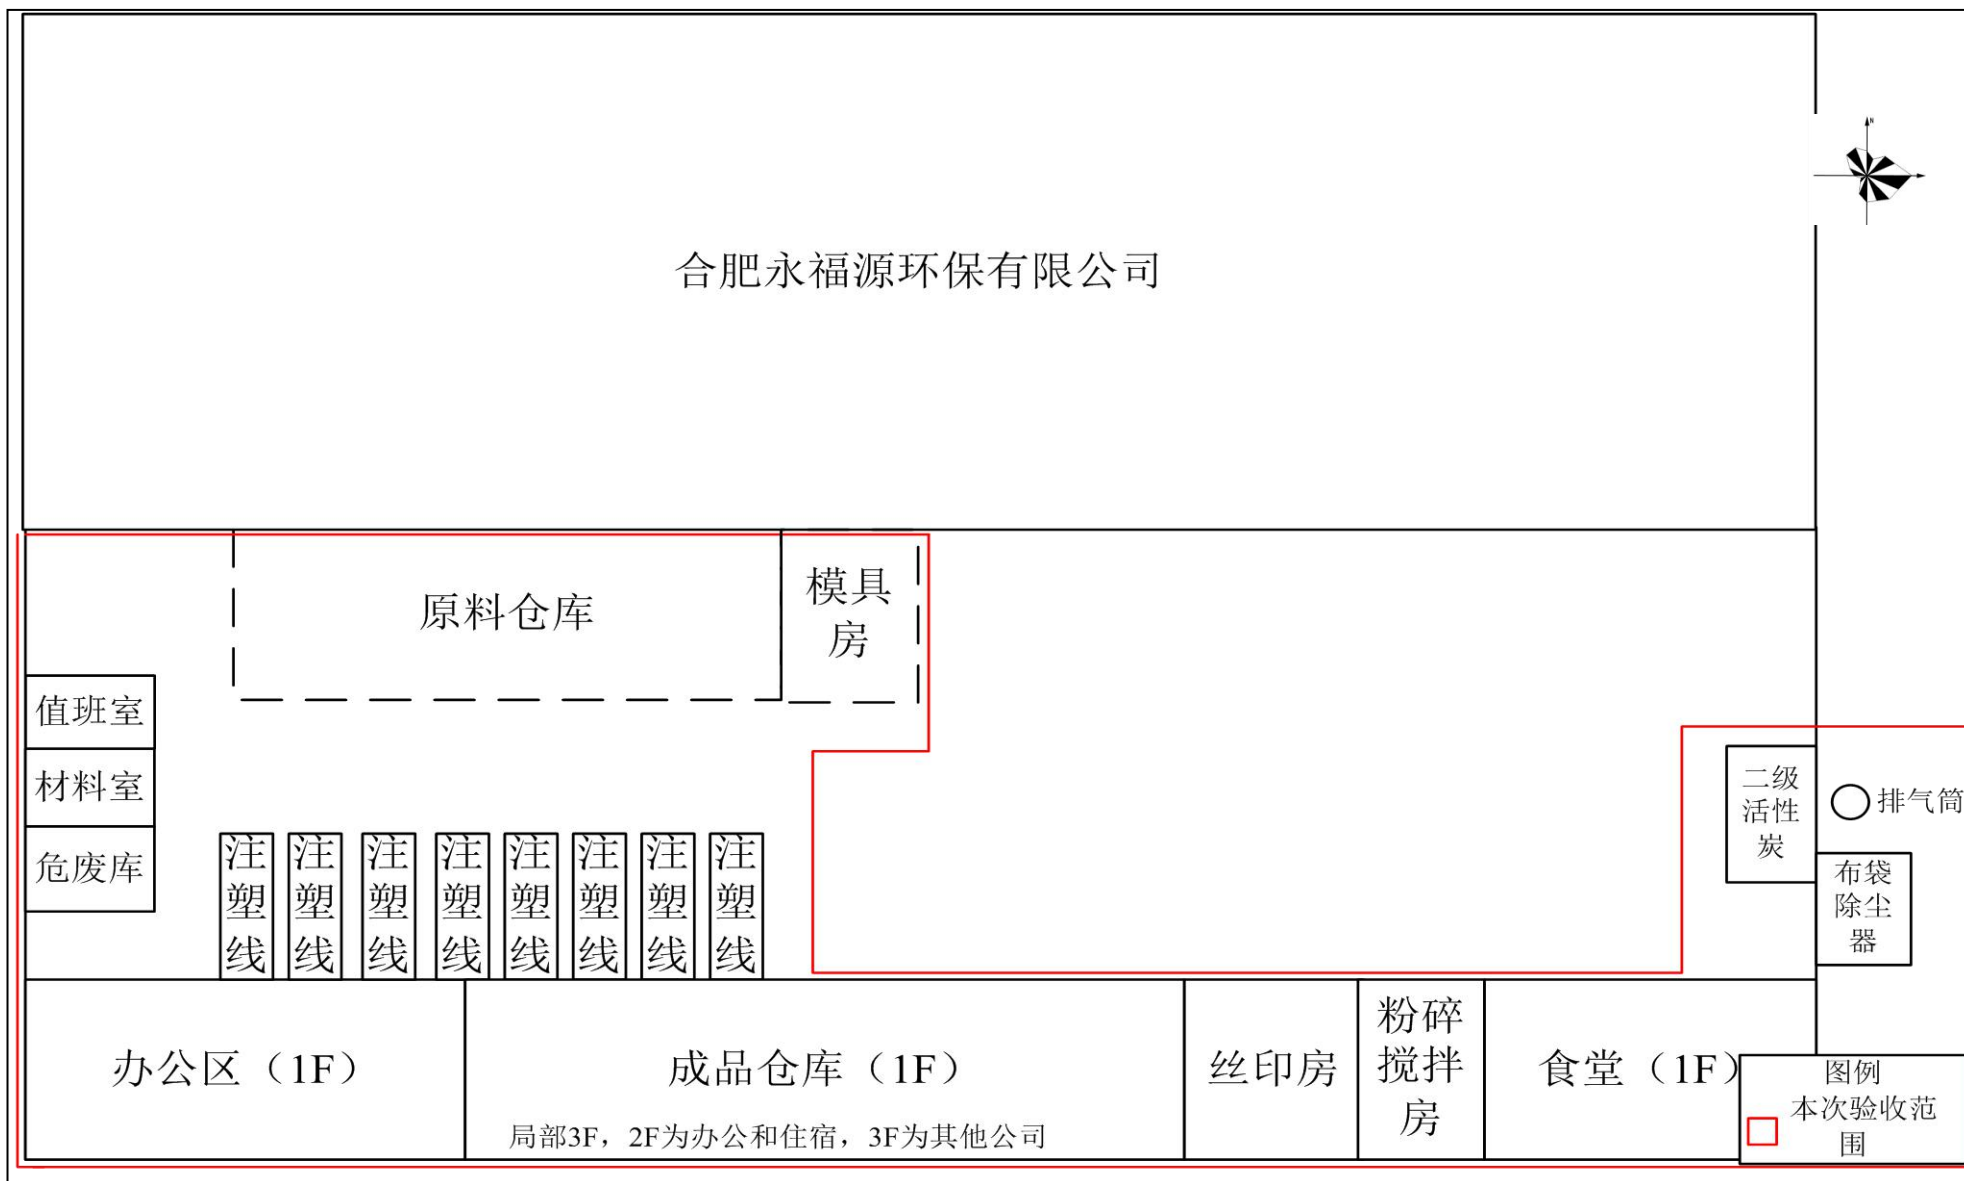 N
合肥永福源环保有限公司
原料仓库
模具
房
值班室
材料室
危废库
注
塑
线
注
塑
线
注
塑
线
注
塑
线
注
塑
线
注
塑
线
注
塑
线
注
塑
线
二级
活性
炭
排气筒
布袋
除尘
器
办公区（1F）
成品仓库（1F）
局部3F，2F为办公和住宿，3F为其他公司
丝印房
粉碎
搅拌
房
食堂（1F）
图例
本次验收范
围